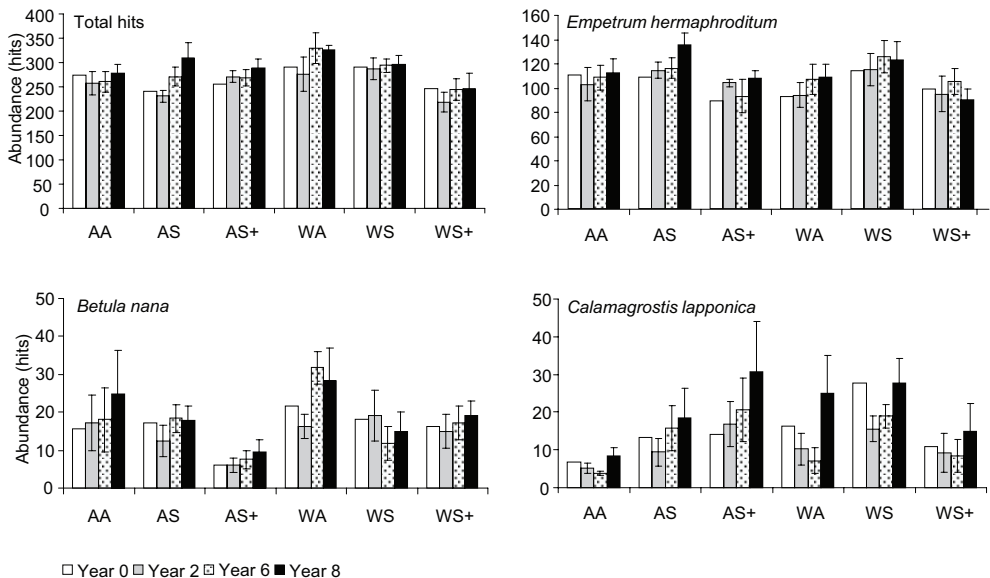 Total hits
Abundance (hits)
400
350
300
250
200
150
100
50
0
AA AS AS+ WA WS WS+
Empetrum hermaphroditum
160
140
120
100
80
60
40
20
0
AA AS AS+ WA WS WS+
Betula nana
Abundance (hits)
50
40
30
20
10
0
AA AS AS+ WA WS WS+
Calamagrostis lapponica
50
40
30
20
10
0
AA AS AS+ WA WS WS+
Year 0 Year 2 Year 6 Year 8